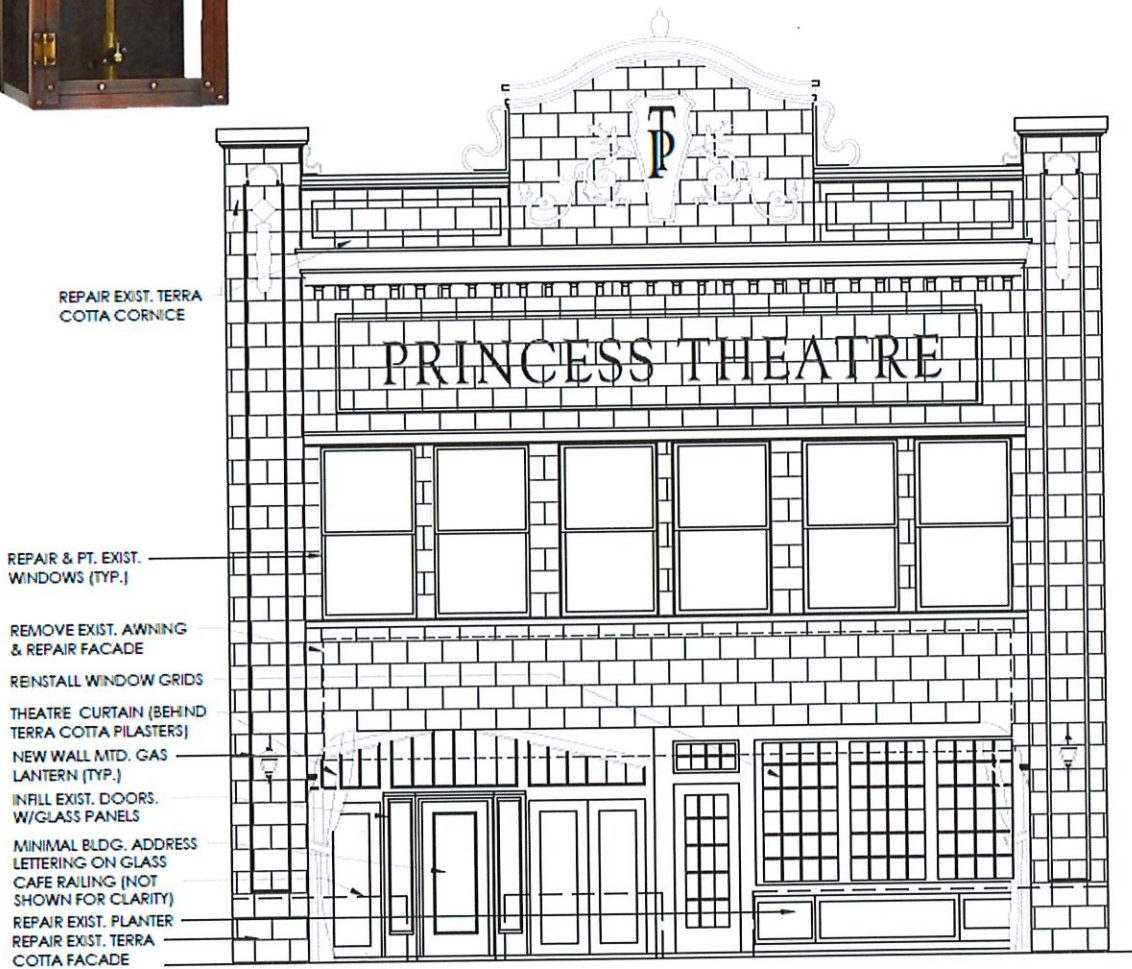 TP
REPAIR EXIST. TERRA
COTTA CORNICE
PRINCESS THEATRE
REPAIR & PT. EXIST.
WINDOWS (TYP.)
REMOVE EXIST. AWNING
& REPAIR FACADE
REINSTALL WINDOW GRIDS
THEATRE CURTAIN (BEHIND
TERRA COTTA PILASTERS)
NEW WALL MTD. GAS
LANTERN (TYP.)
INFILL EXIST. DOORS.
W/GLASS PANELS
MINIMAL BLDG. ADDRESS
LETTERING ON GLASS
CAFE RAILING (NOT
SHOWN FOR CLARITY)
REPAIR EXIST. PLANTER
REPAIR EXIST. TERRA
COTTA FACADE